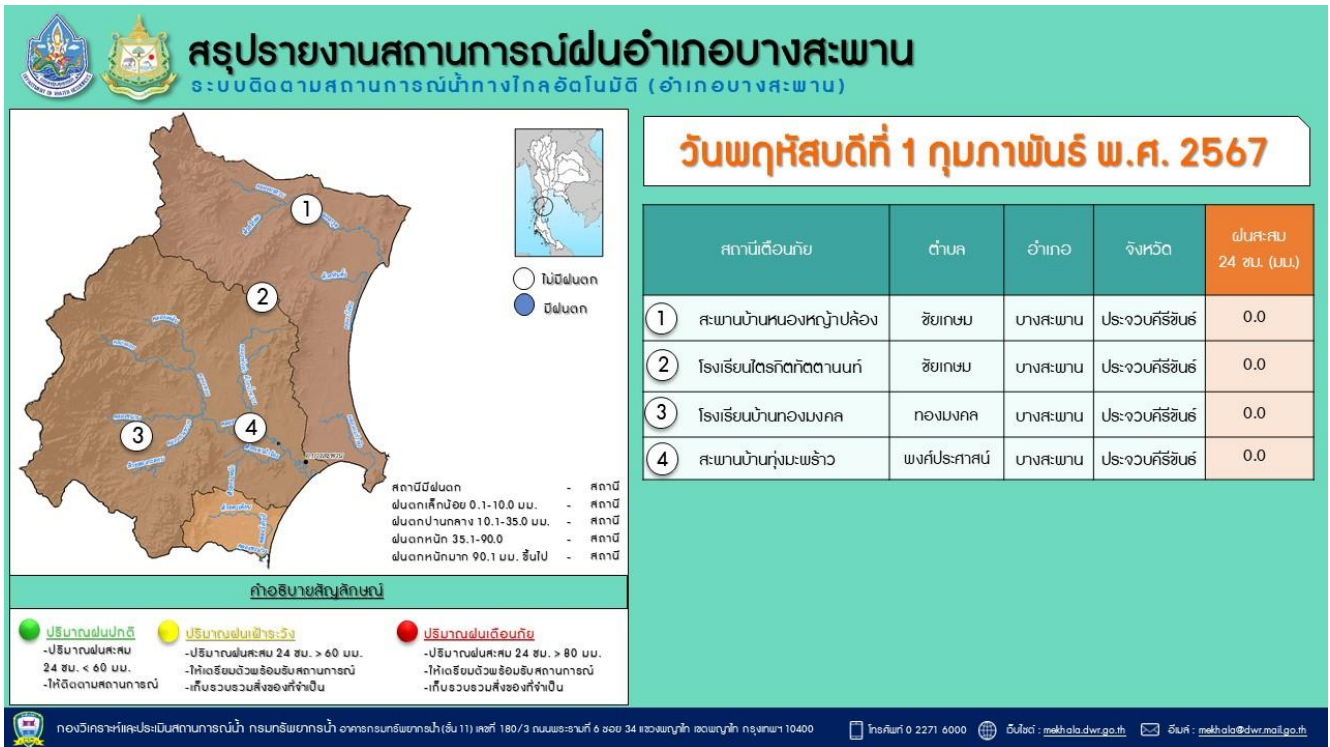 สรุปรายงานสถานการณ์ฝนอำเภอบางสะพาน
ระบบติดตามสถานการณ์น้ำทางไกลอัตโนมัติ (อำเภอบางสะพาน)
วันพฤหัสบดีที่ 1 กุมภาพันธ์ พ.ศ. 2567
1
2
3
4
ไม่มีฝนตก
มีฝนตก
สถานีมีฝนตก - สถานี
ฝนตกเล็กน้อย 0.1-10.0 มม. - สถานี
ฝนตกปานกลาง 10.1-35.0 มม. - สถานี
ฝนตกหนัก 35.1-90.0 - สถานี
ฝนตกหนักมาก 90.1 มม. ขึ้นไป - สถานี
สถานีเตือนภัย ตำบล อำเภอ จังหวัด ฝนสะสม
24 ชม. (มม.)
1 สะพานบ้านหนองหญ้าปล้อง ชัยเกษม บางสะพาน ประจวบคีรีขันธ์ 0.0
2 โรงเรียนไตรกิตทัตตานนท์ ชัยเกษม บางสะพาน ประจวบคีรีขันธ์ 0.0
3 โรงเรียนบ้านทองมงคล ทองมงคล บางสะพาน ประจวบคีรีขันธ์ 0.0
4 สะพานบ้านทุ่งมะพร้าว พงศ์ประศาสน์ บางสะพาน ประจวบคีรีขันธ์ 0.0
คำอธิบายสัญลักษณ์
ปริมาณฝนปกติ
-ปริมาณฝนสะสม
24 ชม. < 60 มม.
-ให้ติดตามสถานการณ์
ปริมาณฝนเฝ้าระวัง
-ปริมาณฝนสะสม 24 ชม. > 60 มม.
-ให้เตรียมตัวพร้อมรับสถานการณ์
-เก็บรวบรวมสิ่งของที่จำเป็น
ปริมาณฝนเตือนภัย
-ปริมาณฝนสะสม 24 ชม. > 80 มม.
-ให้เตรียมตัวพร้อมรับสถานการณ์
-เก็บรวบรวมสิ่งของที่จำเป็น
กองวิเคราะห์และประเมินสถานการณ์น้ำ กรมทรัพยากรน้ำ อาคารกรมทรัพยากรน้ำ (ชั้น 11) เลขที่ 180/3 ถนนพระรามที่ 6 ซอย 34 แขวงพญาไท เขตพญาไท กรุงเทพฯ 10400 โทรศัพท์ 0 2271 6000 เว็บไซต์ : mekhala.dwr.go.th อีเมล์ : mekhala@dwr.mail.go.th